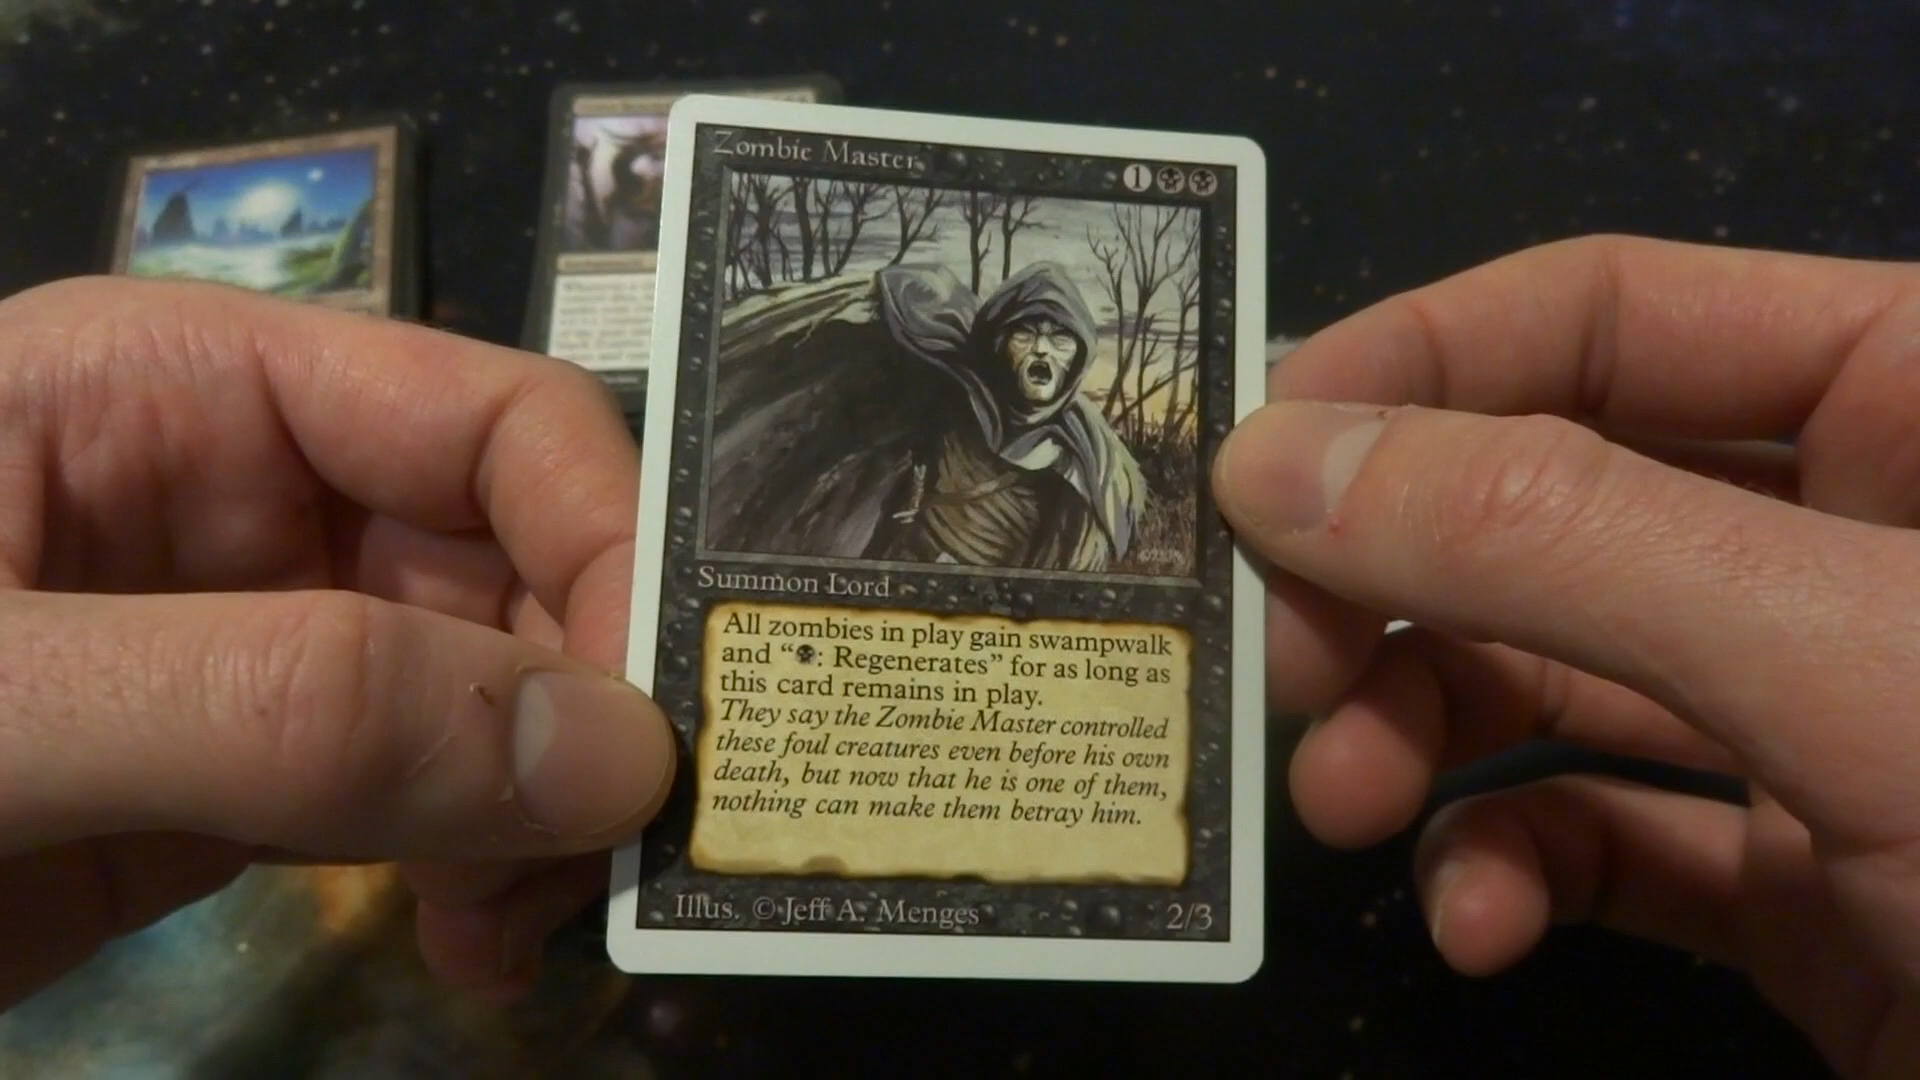 Zombie Master
1
Summon Lord
All zombies in play gain swampwalk
and “: Regenerates” for as long as
this card remains in play.
They say the Zombie Master controlled
these foul creatures even before his own
death, but now that he is one of them,
nothing can make them betray him.
Illus. © Jeff A. Menges
2/3